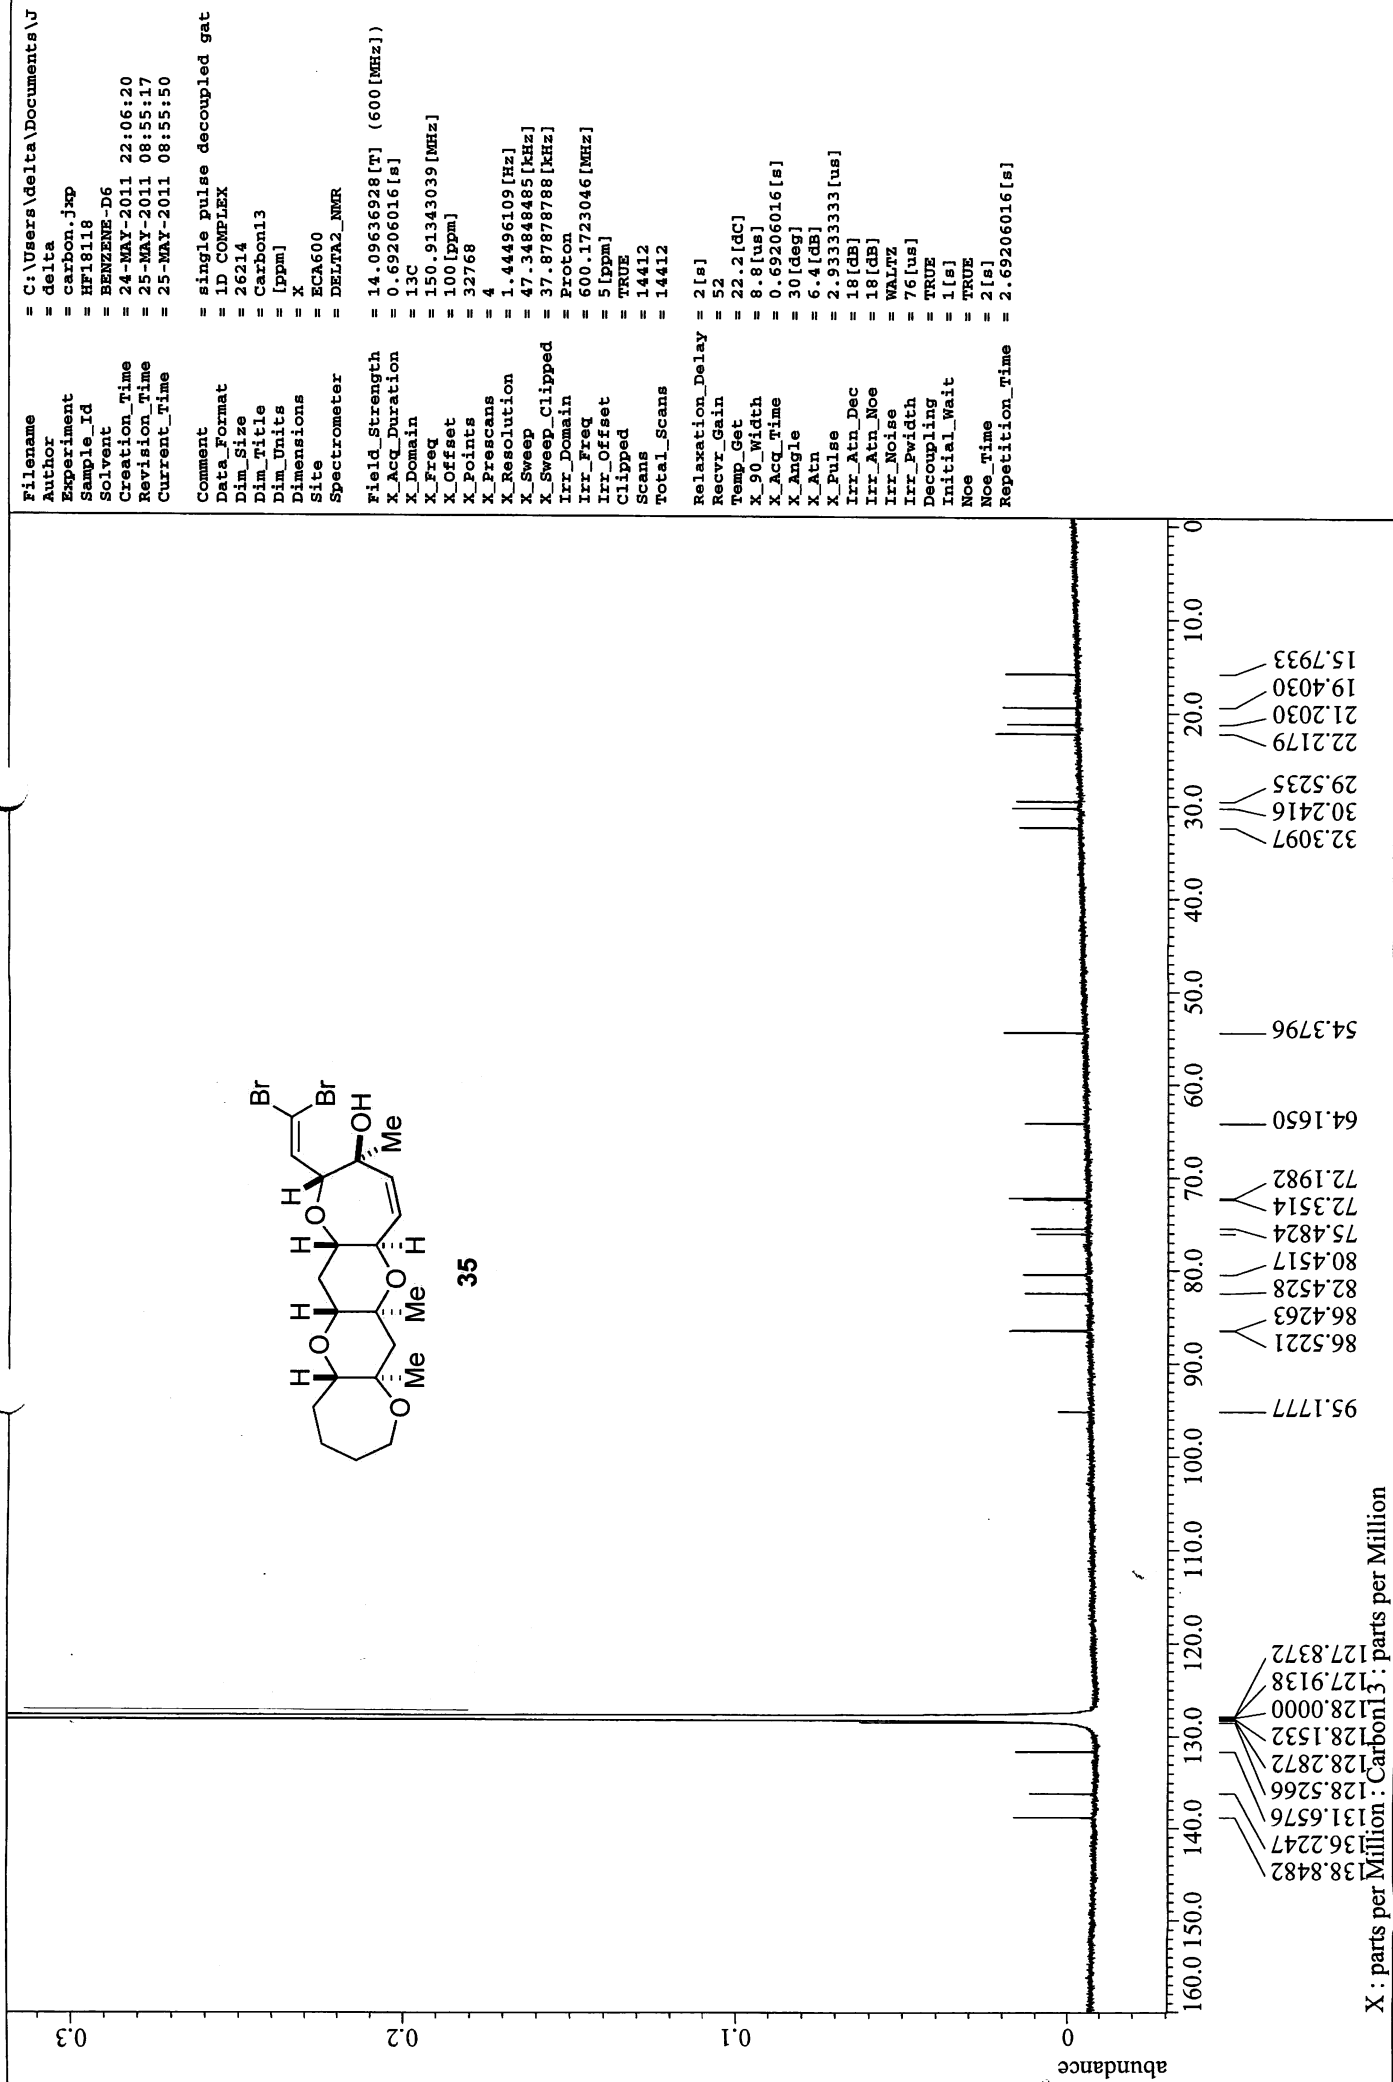 Filename = C:\Users\delta\Documents\J
Author = delta
Experiment = carbon.jxp
Sample_Id = HF18118
Solvent = BENZENE-D6
Creation_Time = 24-MAY-2011 22:06:20
Revision_Time = 25-MAY-2011 08:55:17
Current_Time = 25-MAY-2011 08:55:50
Comment = single pulse decoupled gat
Data_Format = 1D COMPLEX
Dim_Size = 26214
Dim_Title = Carbon13
Dim_Units = [ppm]
Dimensions = X
Site = ECA600
Spectrometer = DELTA2_NMR
Field_Strength = 14.09636928[T] (600[MHz])
X_Acq_Duration = 0.69206016[s]
X_Domain = 13C
X_Freq = 150.91343039[MHz]
X_Offset = 100[ppm]
X_Points = 32768
X_Prescans = 4
X_Resolution = 1.44496109[Hz]
X_Sweep = 47.34848485[kHz]
X_Sweep_Clipped = 37.87878788[kHz]
Irr_Domain = Proton
Irr_Freq = 600.1723046[MHz]
Irr_Offset = 5[ppm]
Clipped = TRUE
Scans = 14412
Total_Scans = 14412
Relaxation_Delay = 2[s]
Recvr_Gain = 52
Temp_Get = 22.2[dC]
X_90_Width = 8.8[us]
X_Acq_Time = 0.69206016[s]
X_Angle = 30[deg]
X_Atn = 6.4[dB]
X_Pulse = 2.93333333[us]
Irr_Atn_Dec = 18[dB]
Irr_Atn_Noe = 18[dB]
Irr_Noise = WALTZ
Irr_Pwidth = 76[us]
Decoupling = TRUE
Initial_Wait = 1[s]
Noe = TRUE
Noe_Time = 2[s]
Repetition_Time = 2.69206016[s]
Br
Br
OH
Me
H
O
H
H
O
H
O
Me
H
Me
O
35
abundance
0 0.1 0.2 0.3
160.0 150.0 140.0 130.0 120.0 110.0 100.0 90.0 80.0 70.0 60.0 50.0 40.0 30.0 20.0 10.0 0
138.8482
136.2247
131.6576
128.5266
128.2872
128.1532
128.0000
127.9138
127.8372
95.1777
86.5221
86.4263
82.4528
80.4517
75.4824
72.3514
72.1982
64.1650
54.3796
32.3097
30.2416
29.5235
22.2179
21.2030
19.4030
15.7933
X : parts per Million : Carbon13 : parts per Million